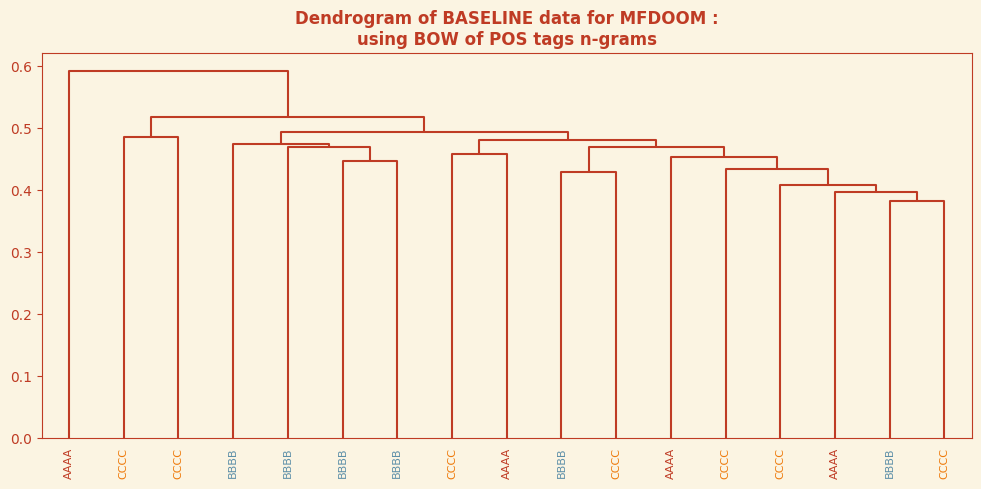 Dendrogram of BASELINE data for MFDOOM :
using BOW of POS tags n-grams
0.6
0.5
0.4
0.3
0.2
0.1
0.0
AAAA
CCCC
CCCC
BBBB
BBBB
BBBB
BBBB
CCCC
AAAA
BBBB
CCCC
AAAA
CCCC
CCCC
AAAA
BBBB
CCCC